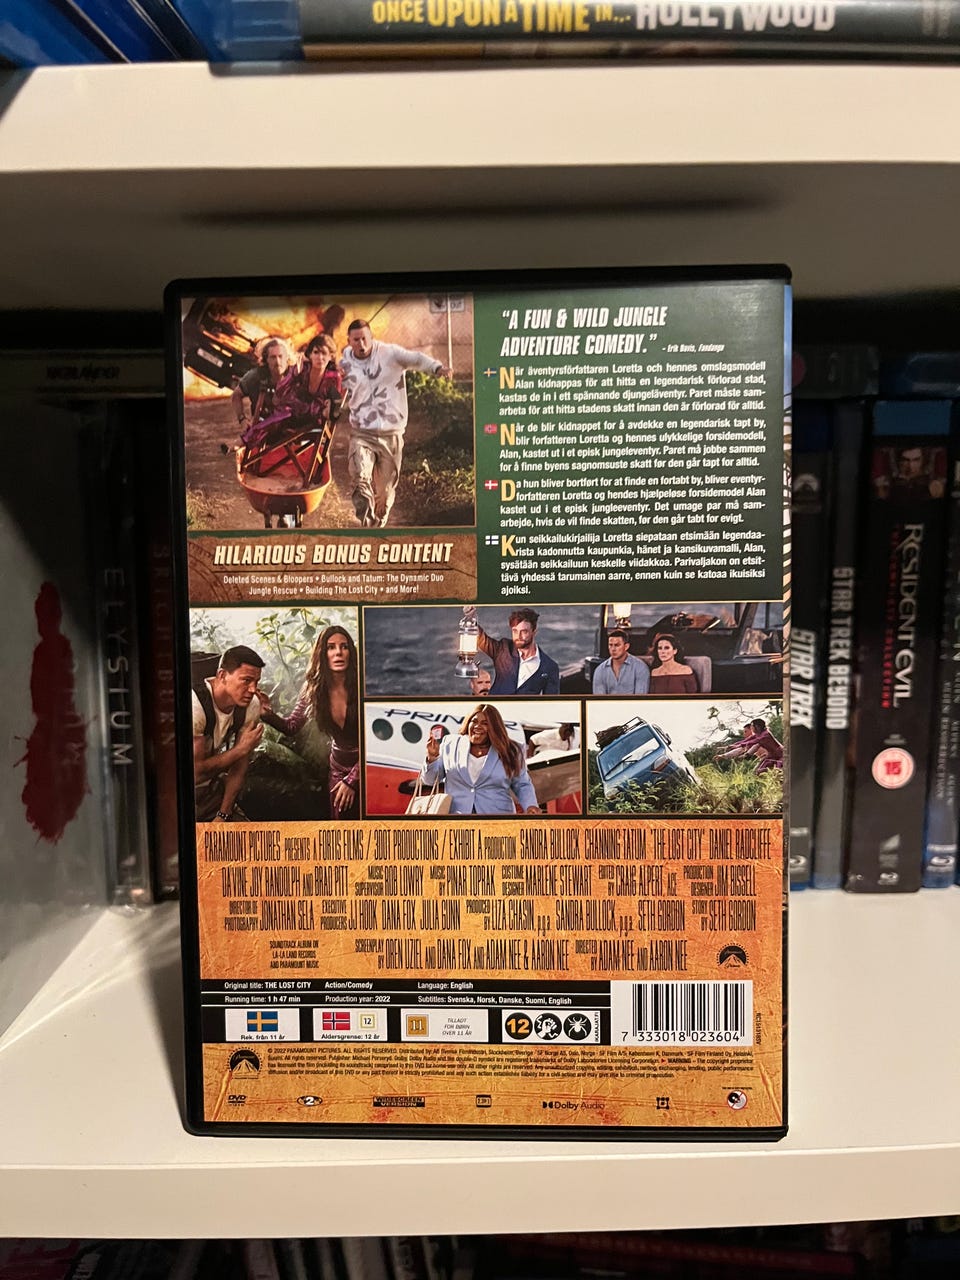 ONCE UPON A TIME IN... HOLLYWOOD
"A FUN & WILD JUNGLE
ADVENTURE COMEDY."
- Erik Davis, Fandango
När äventyrsförfattaren Loretta och hennes omslagsmodell
Alan kidnappas för att hitta en legendarisk förlorad stad,
kastas de in i ett spännande djungeläventyr. Paret måste sam-
arbeta för att hitta stadens skatt innan den är förlorad för alltid.
Når de blir kidnappet for å avdekke en legendarisk tapt by,
blir forfatteren Loretta og hennes ulykkelige forsidemodell,
Alan, kastet ut i et episk jungeleventyr. Paret må jobbe sammen
for å finne byens sagnomsuste skatt før den går tapt for alltid.
Da hun bliver bortført for at finde en fortabt by, bliver eventyr-
forfatteren Loretta og hendes hjælpeløse forsidemodel Alan
kastet ud i et episk jungleeventyr. Det umage par må sam-
arbejde, hvis de vil finde skatten, før den går tabt for evigt.
Kun seikkailukirjailija Loretta siepataan etsimään legendaa-
rista kadonnutta kaupunkia, hänet ja kansikuvamalli, Alan,
sysätään seikkailuun keskelle viidakkoa. Parivaljakon on etsit-
tävä yhdessä tarumainen aarre, ennen kuin se katoaa ikuisiksi
ajoiksi.
HILARIOUS BONUS CONTENT
Deleted Scenes & Bloopers • Bullock and Tatum: The Dynamic Duo
Jungle Rescue • Building The Lost City • and More!
PRIN
PARAMOUNT PICTURES PRESENTS A FORTIS FILMS / 3DOT PRODUCTIONS / EXHIBIT A PRODUCTION SANDRA BULLOCK CHANNING TATUM "THE LOST CITY" DANIEL RADCLIFFE
DA'VINE JOY RANDOLPH AND BRAD PITT MUSIC SUPERVISOR ROB LOWRY MUSIC BY PINAR TOPRAK COSTUME DESIGNER MARLENE STEWART EDITED BY CRAIG ALPERT, ACE PRODUCTION DESIGNER JIM BISSELL
DIRECTOR OF PHOTOGRAPHY JONATHAN SELA EXECUTIVE PRODUCERS JJ HOOK DANA FOX JULIA GUNN PRODUCED BY LIZA CHASIN, p.g.a. SANDRA BULLOCK, p.g.a. SETH GORDON STORY BY SETH GORDON
SOUNDTRACK ALBUM ON LA-LA LAND RECORDS AND PARAMOUNT MUSIC SCREENPLAY BY OREN UZIEL AND DANA FOX AND ADAM NEE & AARON NEE DIRECTED BY ADAM NEE AND AARON NEE
Original title: THE LOST CITY Action/Comedy Language: English
Running time: 1 h 47 min Production year: 2022 Subtitles: Svenska, Norsk, Danske, Suomi, English
Rek. från 11 år
12
Aldersgrense: 12 år
11
TILLADT
FOR BØRN
OVER 11 ÅR
12
7 333018 023604
DVD
2
WIDESCREEN
VERSION
Dolby Audio
ELYSIUM
STAR TREK
STAR TREK BEYOND
RESIDENT EVIL
15